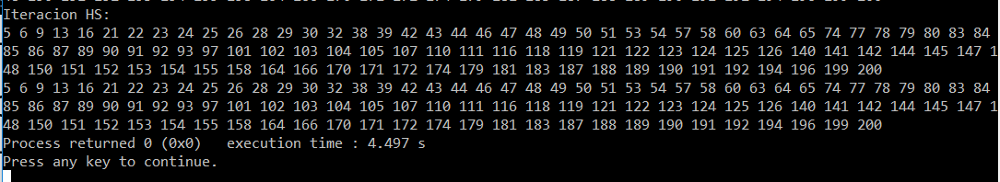 Iteracion HS:
5 6 9 13 16 21 22 23 24 25 26 28 29 30 32 38 39 42 43 44 46 47 48 49 50 51 53 54 57 58 60 63 64 65 74 77 78 79 80 83 84
85 86 87 89 90 91 92 93 97 101 102 103 104 105 107 110 111 116 118 119 121 122 123 124 125 126 140 141 142 144 145 147 1
48 150 151 152 153 154 155 158 164 166 170 171 172 174 179 181 183 187 188 189 190 191 192 194 196 199 200
5 6 9 13 16 21 22 23 24 25 26 28 29 30 32 38 39 42 43 44 46 47 48 49 50 51 53 54 57 58 60 63 64 65 74 77 78 79 80 83 84
85 86 87 89 90 91 92 93 97 101 102 103 104 105 107 110 111 116 118 119 121 122 123 124 125 126 140 141 142 144 145 147 1
48 150 151 152 153 154 155 158 164 166 170 171 172 174 179 181 183 187 188 189 190 191 192 194 196 199 200
Process returned 0 (0x0)   execution time : 4.497 s
Press any key to continue.